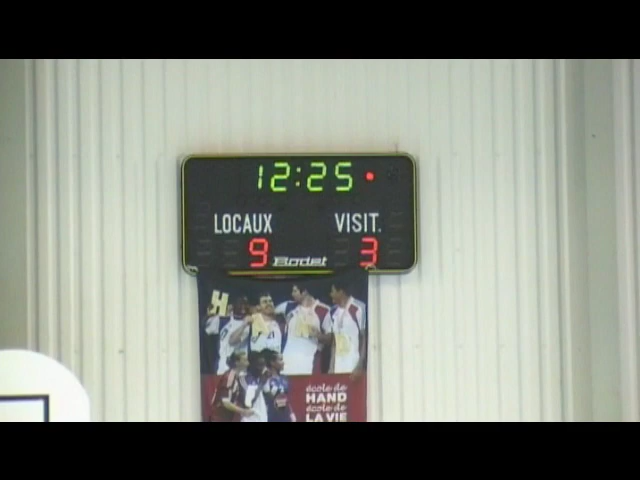 12:25
LOCAUX VISIT.
9 Bodet 3
école de
HAND
école de
LA VIE